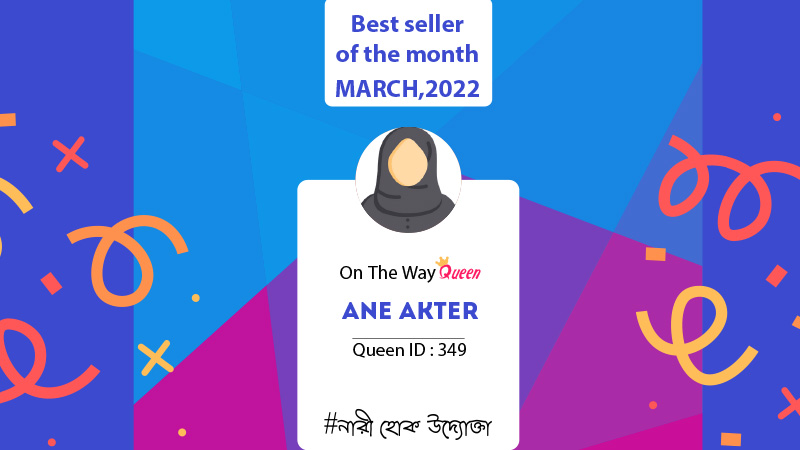 Best seller
of the month
MARCH,2022
On The Way Queen
ANE AKTER
Queen ID : 349
#নারী হোক উদ্যোক্তা